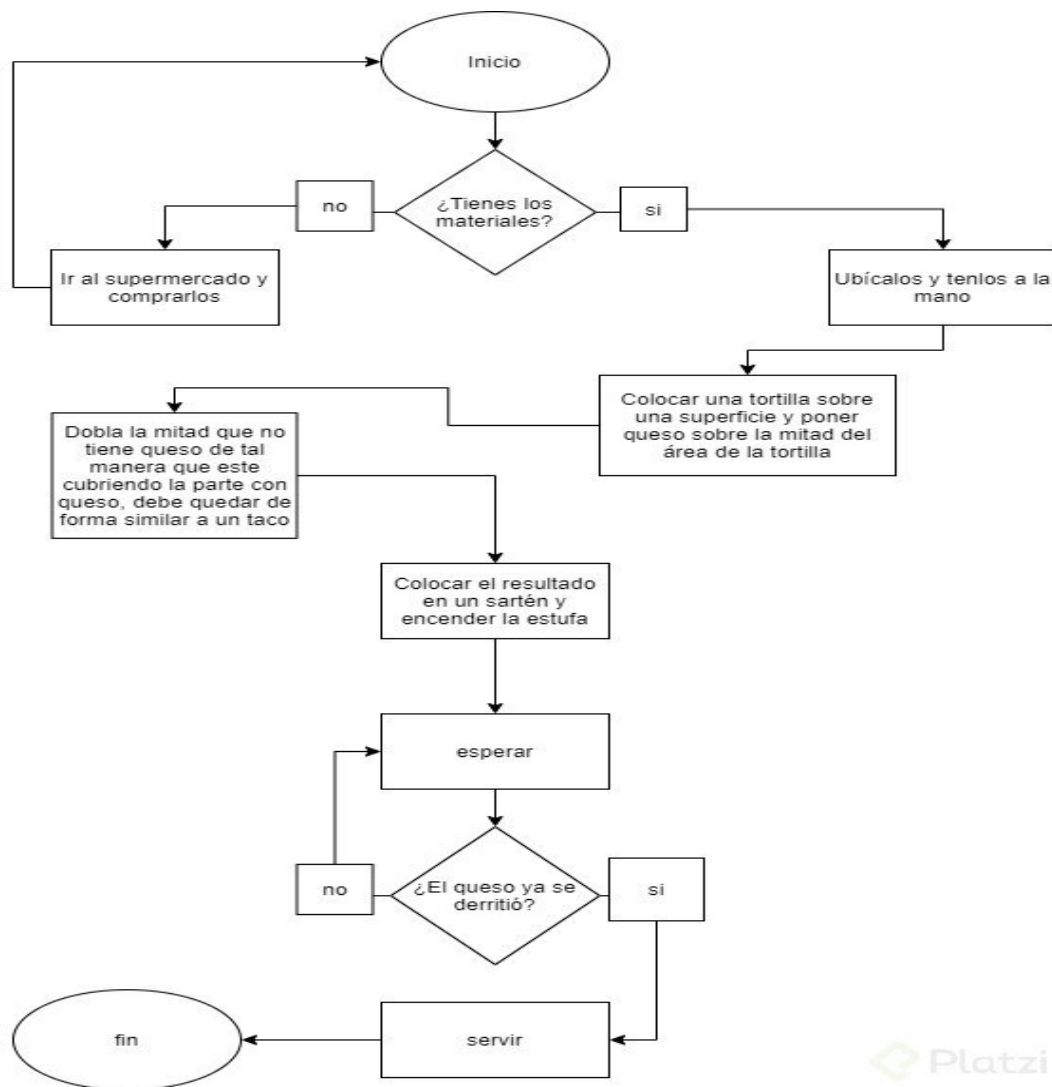 Inicio
¿Tienes los
materiales?
no
si
Ir al supermercado y
comprarlos
Ubícalos y tenlos a la
mano
Colocar una tortilla sobre
una superficie y poner
queso sobre la mitad del
área de la tortilla
Dobla la mitad que no
tiene queso de tal
manera que este
cubriendo la parte con
queso, debe quedar de
forma similar a un taco
Colocar el resultado
en un sartén y
encender la estufa
esperar
¿El queso ya se
derritió?
no
si
servir
fin
Platzi